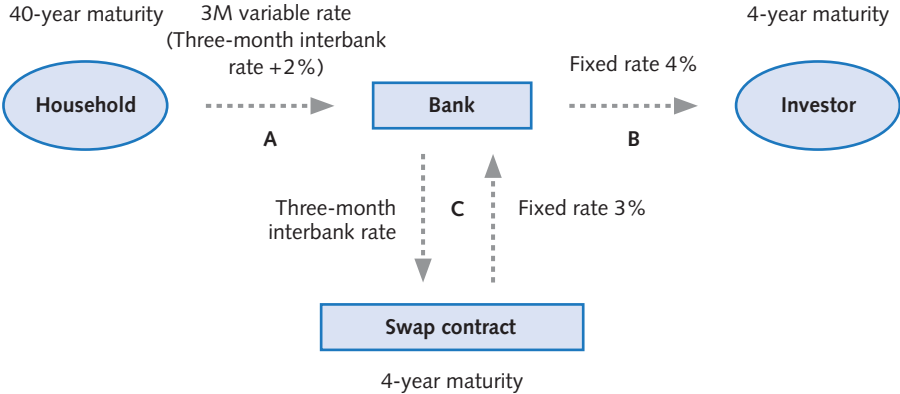 40-year maturity
3M variable rate
(Three-month interbank
rate +2%)
4-year maturity
Fixed rate 4%
Household
Bank
Investor
A
B
Three-month
interbank rate
C
Fixed rate 3%
Swap contract
4-year maturity